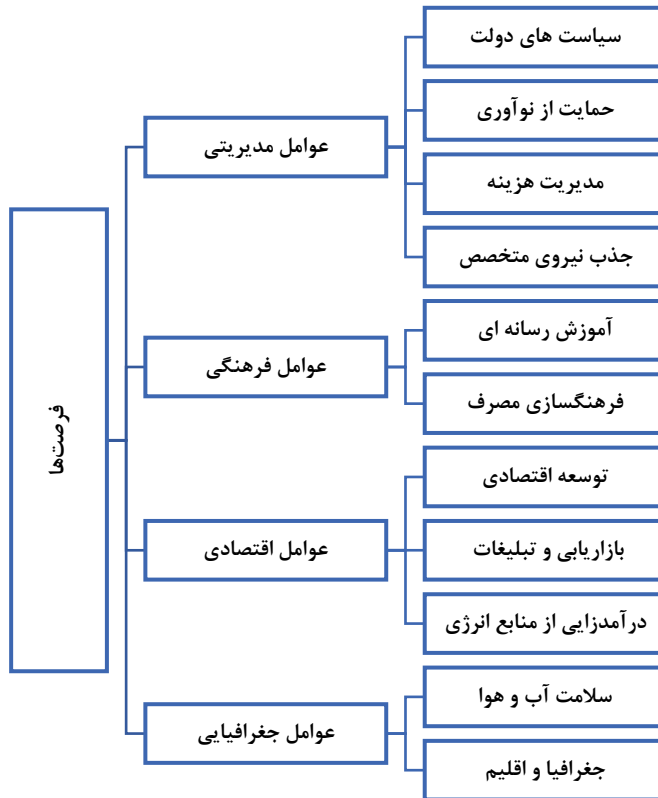 فرصت‌ها
عوامل مدیریتی
سیاست های دولت
حمایت از نوآوری
مدیریت هزینه
جذب نیروی متخصص
عوامل فرهنگی
آموزش رسانه ای
فرهنگسازی مصرف
عوامل اقتصادی
توسعه اقتصادی
بازاریابی و تبلیغات
درآمدزایی از منابع انرژی
عوامل جغرافیایی
سلامت آب و هوا
جغرافیا و اقلیم